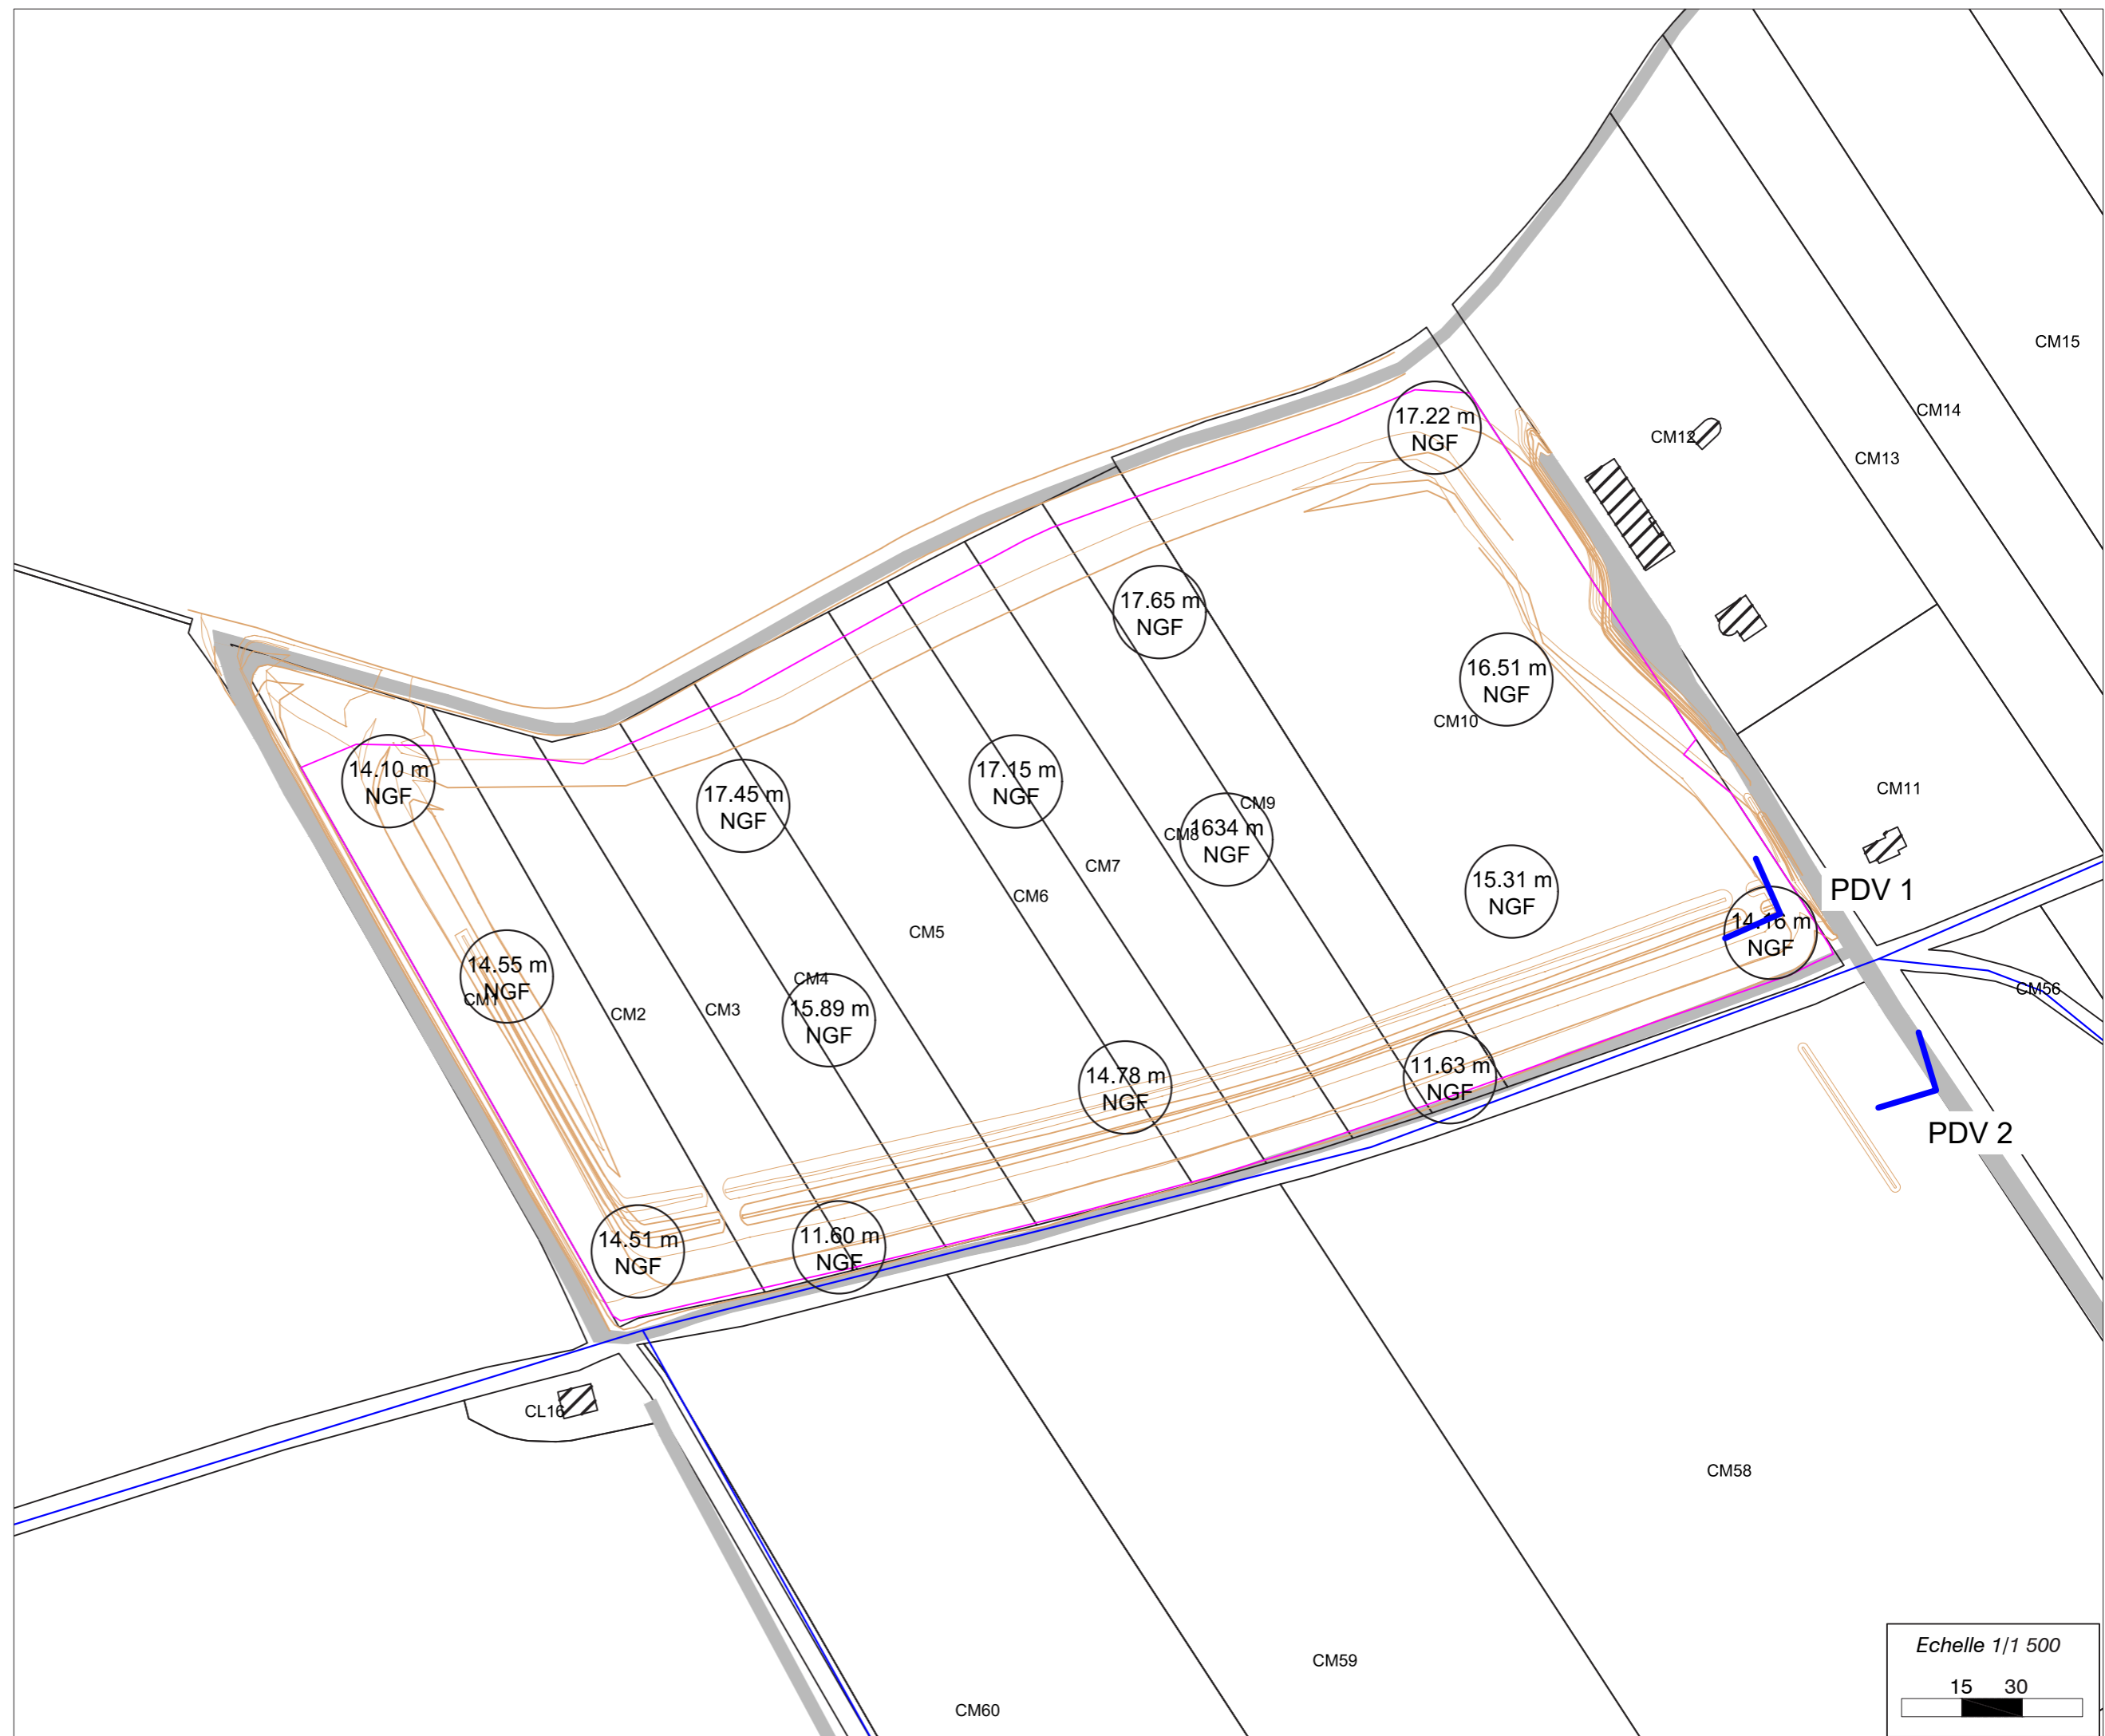 CM15
CM14
17.22 m
NGF
CM12
CM13
17.65 m
NGF
16.51 m
NGF
CM10
14.10 m
NGF
17.45 m
NGF
17.15 m
NGF
CM11
CM9
CM8
1634 m
NGF
CM7
15.31 m
NGF
PDV 1
CM6
14.16 m
NGF
CM5
14.55 m
NGF
CM1
CM4
CM56
15.89 m
NGF
CM3
CM2
14.78 m
NGF
11.63 m
NGF
PDV 2
14.51 m
NGF
11.60 m
NGF
CL16
CM58
Echelle 1/1 500
15 30
CM59
CM60